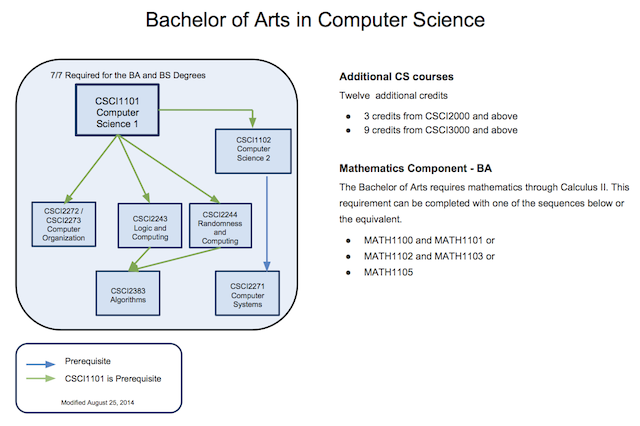 Bachelor of Arts in Computer Science
7/7 Required for the BA and BS Degrees
CSCI1101
Computer
Science 1
CSCI1102
Computer
Science 2
CSCI2272 /
CSCI2273
Computer
Organization
CSCI2243
Logic and
Computing
CSCI2244
Randomness
and
Computing
CSCI2383
Algorithms
CSCI2271
Computer
Systems
Prerequisite
CSCI1101 is Prerequisite
Modified August 25, 2014
Additional CS courses
Twelve additional credits
● 3 credits from CSCI2000 and above
● 9 credits from CSCI3000 and above
Mathematics Component - BA
The Bachelor of Arts requires mathematics through Calculus II. This
requirement can be completed with one of the sequences below or
the equivalent.
● MATH1100 and MATH1101 or
● MATH1102 and MATH1103 or
● MATH1105